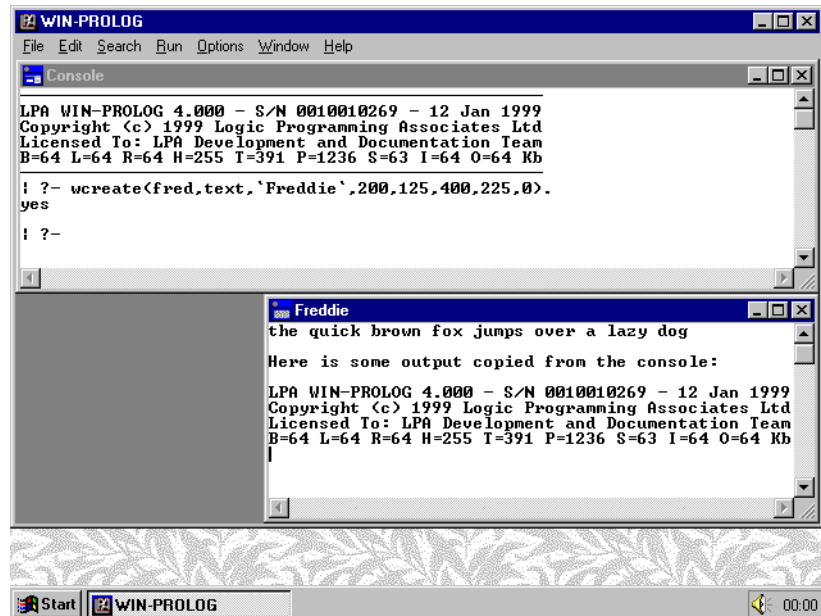 WIN-PROLOG
File Edit Search Run Options Window Help
Console
LPA WIN-PROLOG 4.000 - S/N 0010010269 - 12 Jan 1999
Copyright (c) 1999 Logic Programming Associates Ltd
Licensed To: LPA Development and Documentation Team
B=64 L=64 R=64 H=255 T=391 P=1236 S=63 I=64 O=64 Kb
| ?- wcreate(fred,text,`Freddie`,200,125,400,225,0).
yes
| ?-
Freddie
the quick brown fox jumps over a lazy dog
Here is some output copied from the console:
LPA WIN-PROLOG 4.000 - S/N 0010010269 - 12 Jan 1999
Copyright (c) 1999 Logic Programming Associates Ltd
Licensed To: LPA Development and Documentation Team
B=64 L=64 R=64 H=255 T=391 P=1236 S=63 I=64 O=64 Kb
Start WIN-PROLOG 00:00